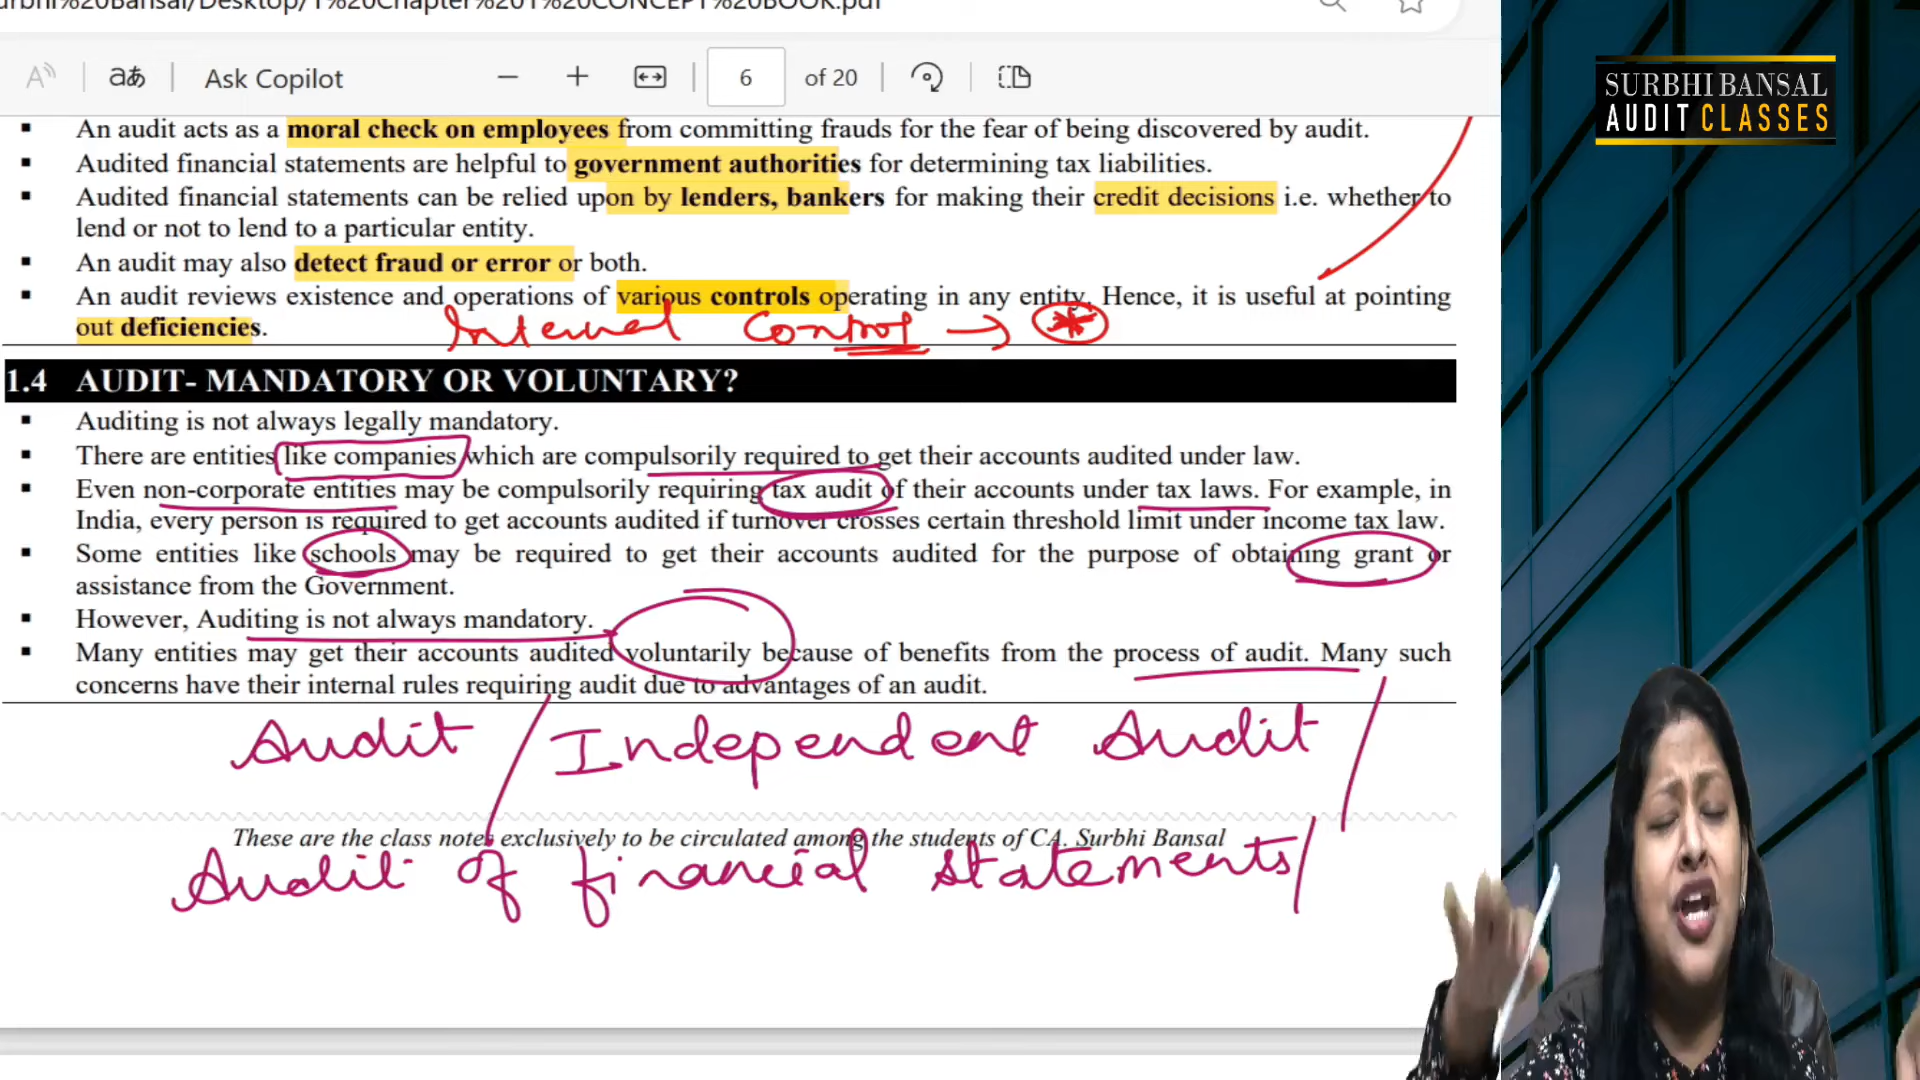 Ask Copilot
6 of 20
SURBHI BANSAL
AUDIT CLASSES
▪ An audit acts as a moral check on employees from committing frauds for the fear of being discovered by audit.
▪ Audited financial statements are helpful to government authorities for determining tax liabilities.
▪ Audited financial statements can be relied upon by lenders, bankers for making their credit decisions i.e. whether to
lend or not to lend to a particular entity.
▪ An audit may also detect fraud or error or both.
▪ An audit reviews existence and operations of various controls operating in any entity. Hence, it is useful at pointing
out deficiencies.
Internal Control → *
1.4 AUDIT- MANDATORY OR VOLUNTARY?
▪ Auditing is not always legally mandatory.
▪ There are entities like companies which are compulsorily required to get their accounts audited under law.
▪ Even non-corporate entities may be compulsorily requiring tax audit of their accounts under tax laws. For example, in
India, every person is required to get accounts audited if turnover crosses certain threshold limit under income tax law.
▪ Some entities like schools may be required to get their accounts audited for the purpose of obtaining grant or
assistance from the Government.
▪ However, Auditing is not always mandatory.
▪ Many entities may get their accounts audited voluntarily because of benefits from the process of audit. Many such
concerns have their internal rules requiring audit due to advantages of an audit.
Audit / Independent Audit /
These are the class notes exclusively to be circulated among the students of CA. Surbhi Bansal
Audit of financial statements /